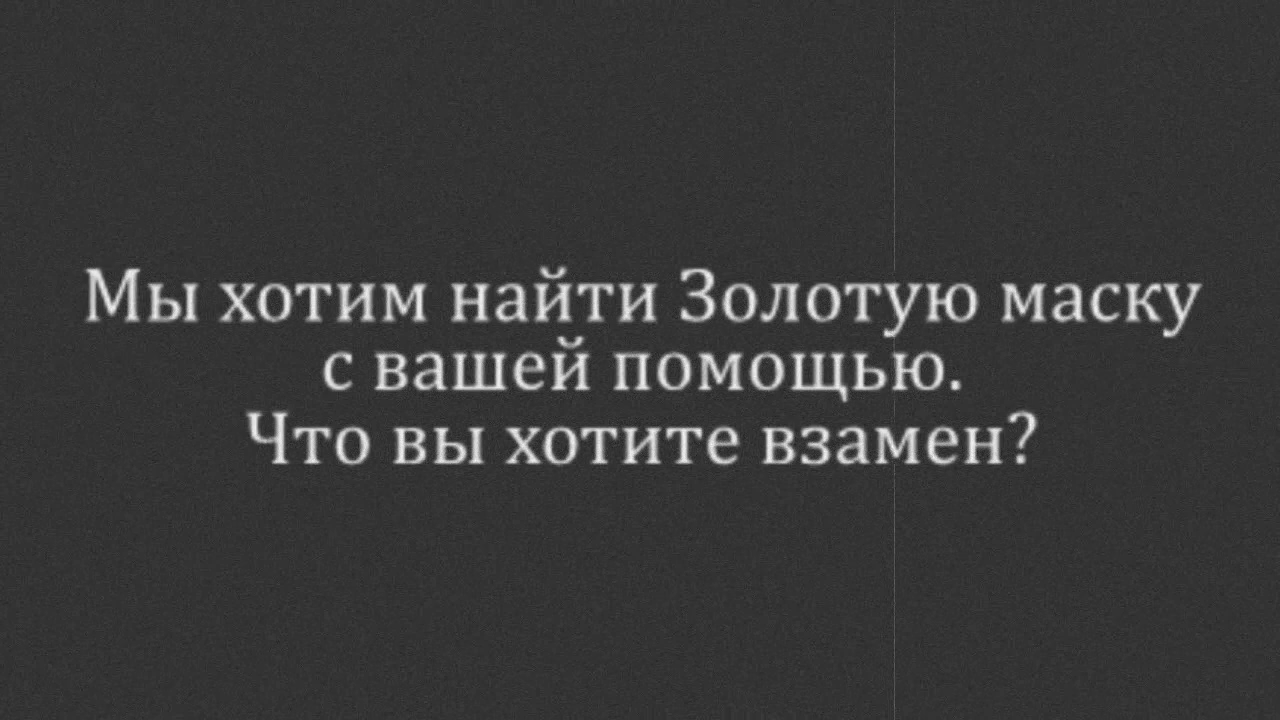 Мы хотим найти Золотую маску
с вашей помощью.
Что вы хотите взамен?